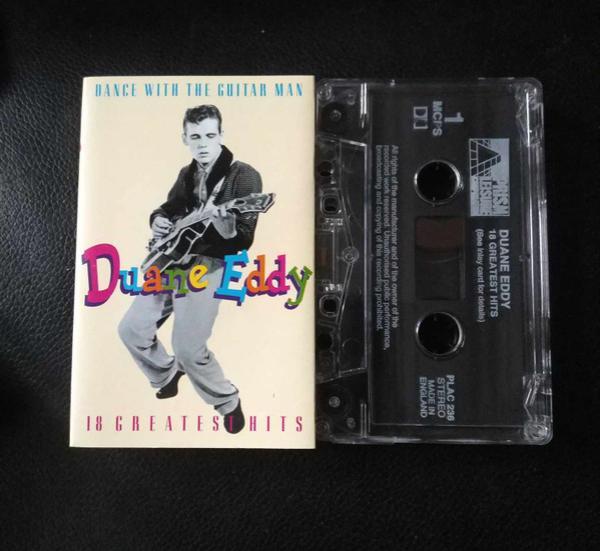 DANCE WITH THE GUITAR MAN
Duane Eddy
18 GREATEST HITS
1
MCPS
All rights of the manufacturer and of the owner of the
recorded work reserved. Unauthorised public performance,
broadcasting and copying of this recording prohibited.
PRISM
LEISURE
DUANE EDDY
18 GREATEST HITS
(See inlay card for details)
PLAC 236
STEREO
MADE IN
ENGLAND